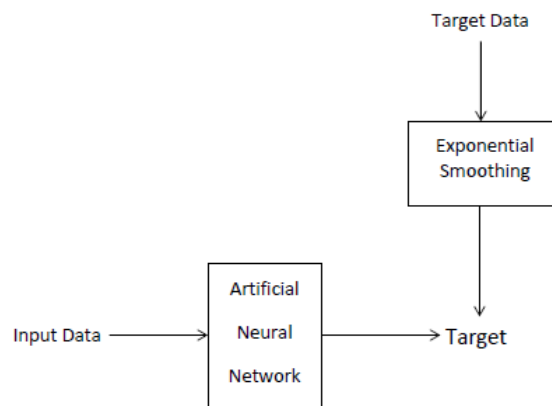 Target Data
Exponential
Smoothing
Artificial
Neural
Network
Input Data
Target